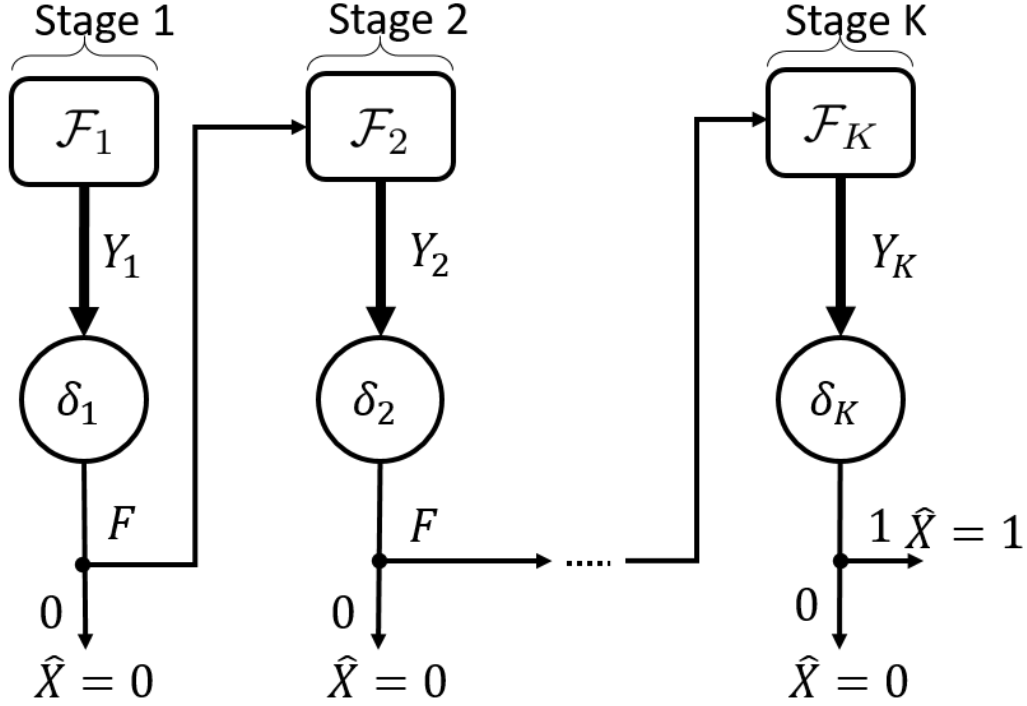 Stage 1 Stage 2 Stage K
ℱ₁ ℱ₂ ℱ_K
Y₁ Y₂ Y_K
δ₁ δ₂ δ_K
F F 1 X̂ = 1
......
0 0 0
X̂ = 0 X̂ = 0 X̂ = 0